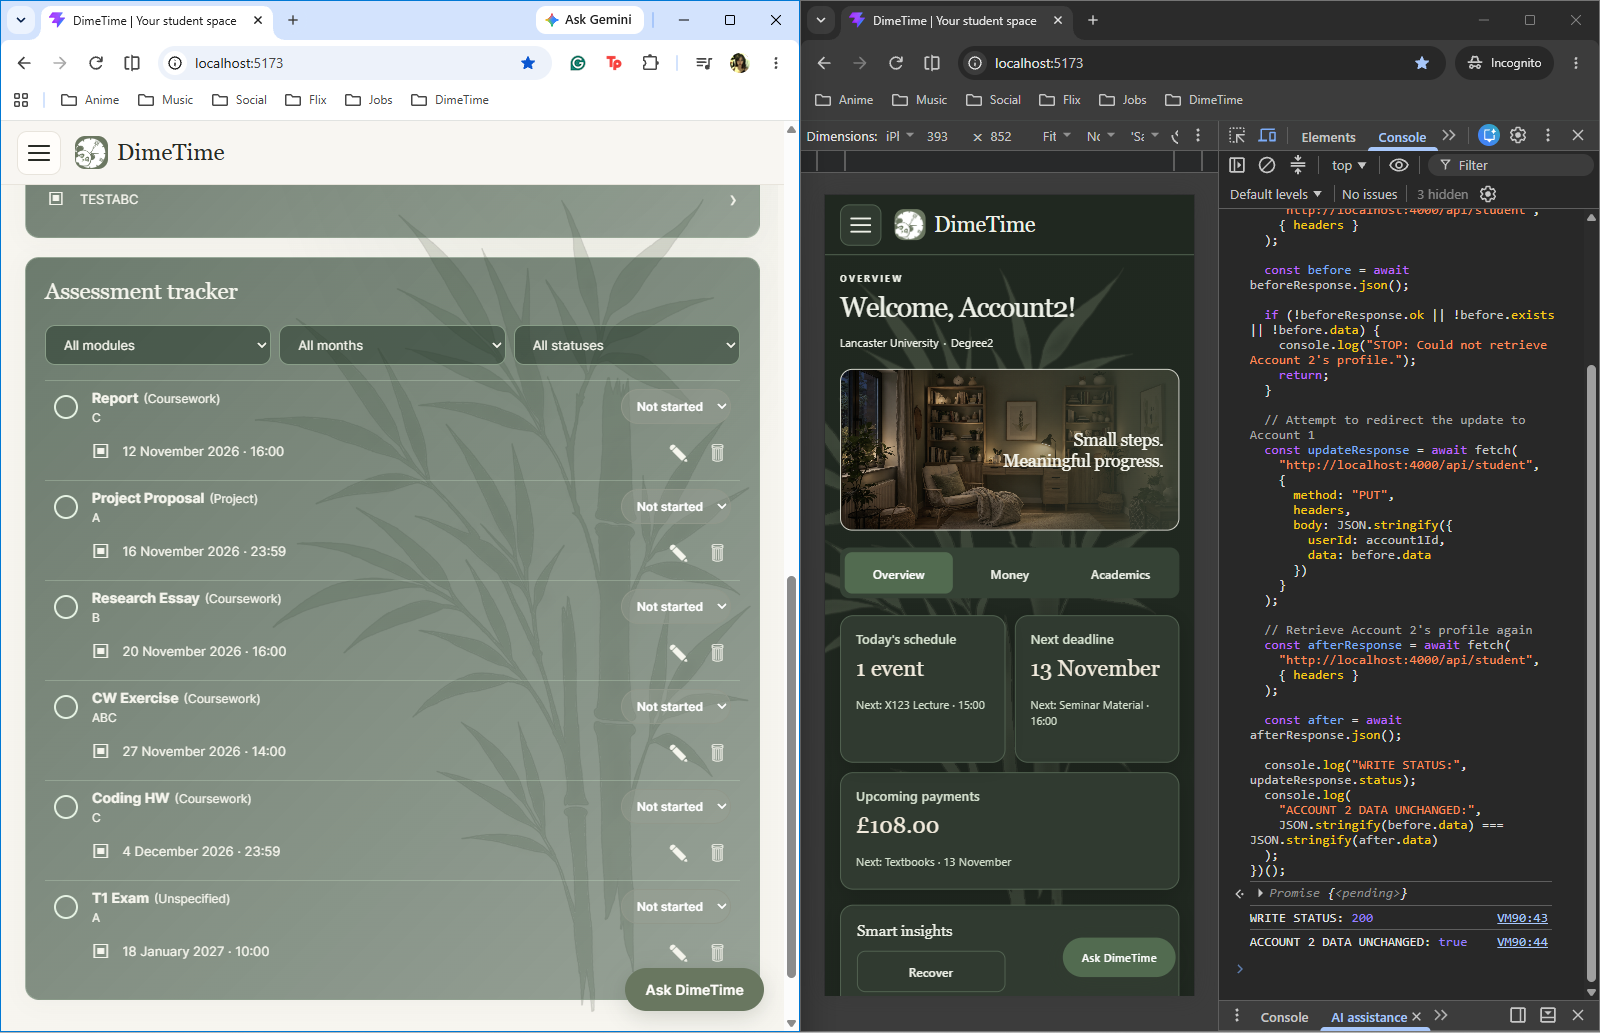 DimeTime | Your student space
Ask Gemini
localhost:5173
Anime
Music
Social
Flix
Jobs
DimeTime
DimeTime
TESTABC
Assessment tracker
All modules
All months
All statuses
Report (Coursework)
Not started
C
12 November 2026 · 16:00
Project Proposal (Project)
Not started
A
16 November 2026 · 23:59
Research Essay (Coursework)
Not started
B
20 November 2026 · 16:00
CW Exercise (Coursework)
Not started
ABC
27 November 2026 · 14:00
Coding HW (Coursework)
Not started
C
4 December 2026 · 23:59
T1 Exam (Unspecified)
Not started
A
18 January 2027 · 10:00
Ask DimeTime
DimeTime | Your student space
localhost:5173
Incognito
Anime
Music
Social
Flix
Jobs
DimeTime
Dimensions: iPl 393 x 852 Fit
DimeTime
OVERVIEW
Welcome, Account2!
Lancaster University · Degree2
Small steps.
Meaningful progress.
Overview
Money
Academics
Today's schedule
1 event
Next: X123 Lecture · 15:00
Next deadline
13 November
Next: Seminar Material ·
16:00
Upcoming payments
£108.00
Next: Textbooks · 13 November
Smart insights
Recover
Ask DimeTime
Elements
Console
top
Filter
Default levels
No issues
3 hidden
"http://localhost:4000/api/student",
{ headers }
);
const before = await
beforeResponse.json();
if (!beforeResponse.ok || !before.exists
|| !before.data) {
console.log("STOP: Could not retrieve
Account 2's profile.");
return;
}
// Attempt to redirect the update to
Account 1
const updateResponse = await fetch(
"http://localhost:4000/api/student",
{
method: "PUT",
headers,
body: JSON.stringify({
userId: account1Id,
data: before.data
})
}
);
// Retrieve Account 2's profile again
const afterResponse = await fetch(
"http://localhost:4000/api/student",
{ headers }
);
const after = await
afterResponse.json();
console.log("WRITE STATUS:",
updateResponse.status);
console.log(
"ACCOUNT 2 DATA UNCHANGED:",
JSON.stringify(before.data) ===
JSON.stringify(after.data)
);
})();
Promise {<pending>}
WRITE STATUS: 200 VM90:43
ACCOUNT 2 DATA UNCHANGED: true VM90:44
Console
AI assistance